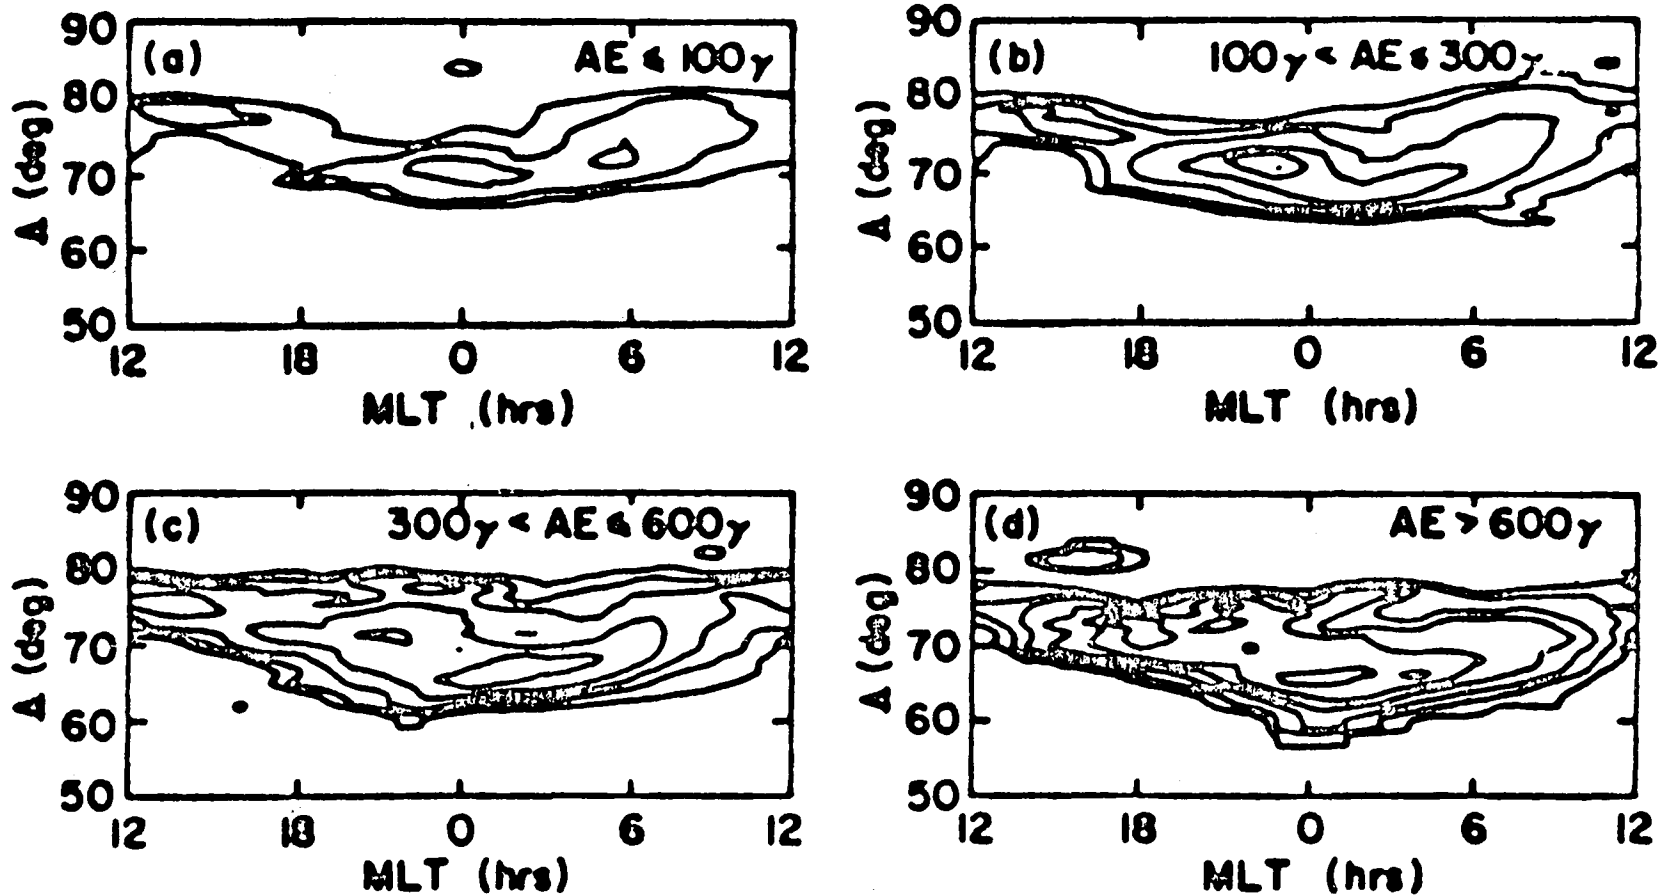 90
80
70
60
50
Λ (deg)
(a) AE ≤ 100γ
12 18 0 6 12
MLT (hrs)
90
80
70
60
50
Λ (deg)
(b) 100γ < AE ≤ 300γ
12 18 0 6 12
MLT (hrs)
90
80
70
60
50
Λ (deg)
(c) 300γ < AE ≤ 600γ
12 18 0 6 12
MLT (hrs)
90
80
70
60
50
Λ (deg)
(d) AE > 600γ
12 18 0 6 12
MLT (hrs)